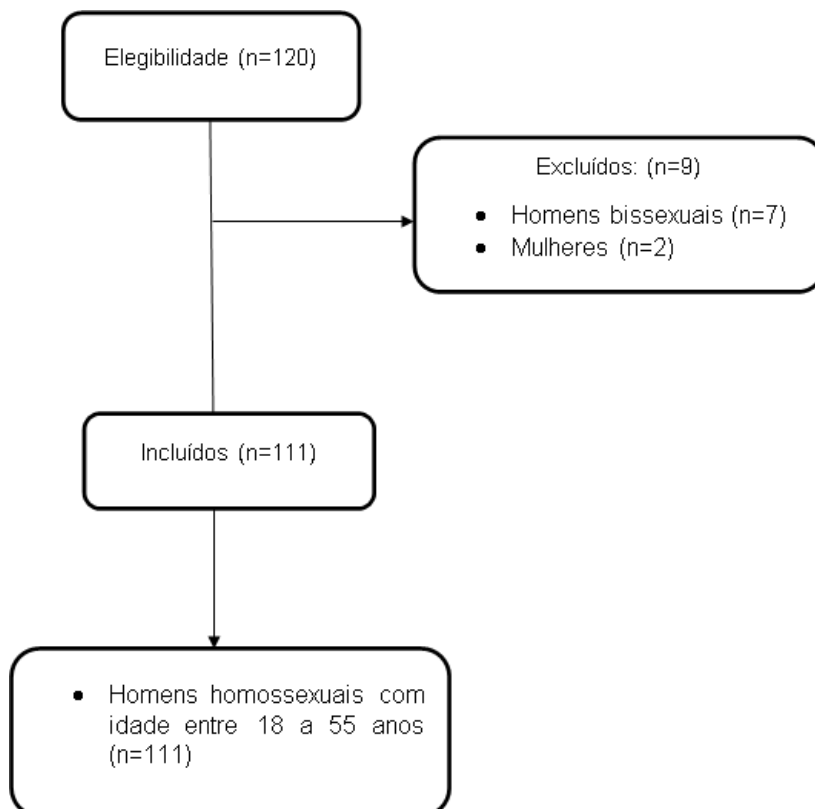 Elegibilidade (n=120)
Excluídos: (n=9)
• Homens bissexuais (n=7)
• Mulheres (n=2)
Incluídos (n=111)
• Homens homossexuais com
idade entre 18 a 55 anos
(n=111)